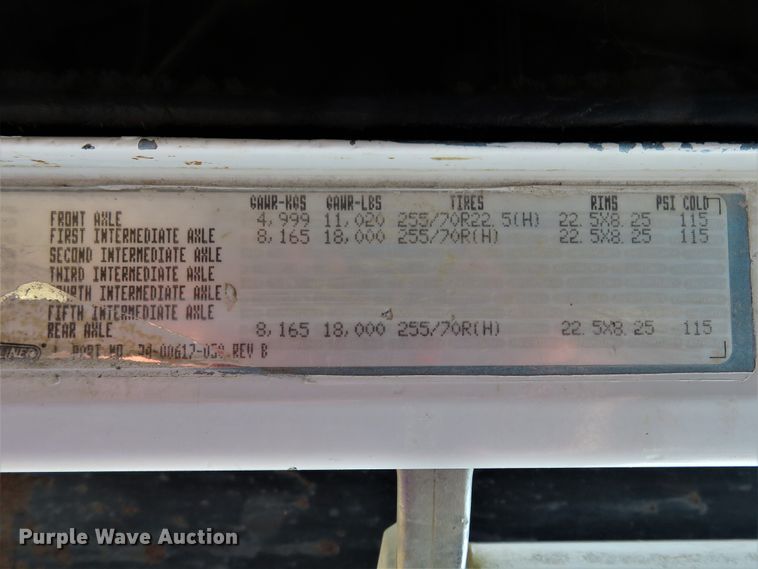 GAWR-KGS GAWR-LBS TIRES RIMS PSI COLD
FRONT AXLE 4,999 11,020 255/70R22.5(H) 22.5X8.25 115
FIRST INTERMEDIATE AXLE 8,165 18,000 255/70R(H) 22.5X8.25 115
SECOND INTERMEDIATE AXLE
THIRD INTERMEDIATE AXLE
FOURTH INTERMEDIATE AXLE
FIFTH INTERMEDIATE AXLE
REAR AXLE 8,165 18,000 255/70R(H) 22.5X8.25 115
PART NO. REV B
Purple Wave Auction